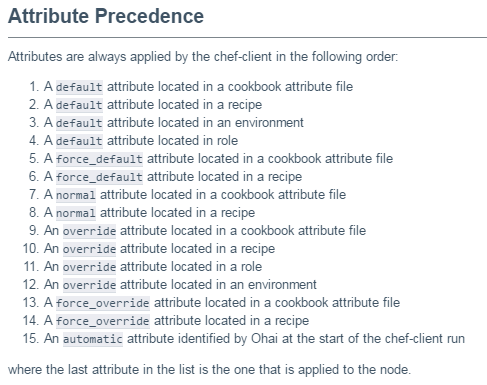 Attribute Precedence
Attributes are always applied by the chef-client in the following order:
1. A default attribute located in a cookbook attribute file
2. A default attribute located in a recipe
3. A default attribute located in an environment
4. A default attribute located in role
5. A force_default attribute located in a cookbook attribute file
6. A force_default attribute located in a recipe
7. A normal attribute located in a cookbook attribute file
8. A normal attribute located in a recipe
9. An override attribute located in a cookbook attribute file
10. An override attribute located in a recipe
11. An override attribute located in a role
12. An override attribute located in an environment
13. A force_override attribute located in a cookbook attribute file
14. A force_override attribute located in a recipe
15. An automatic attribute identified by Ohai at the start of the chef-client run
where the last attribute in the list is the one that is applied to the node.